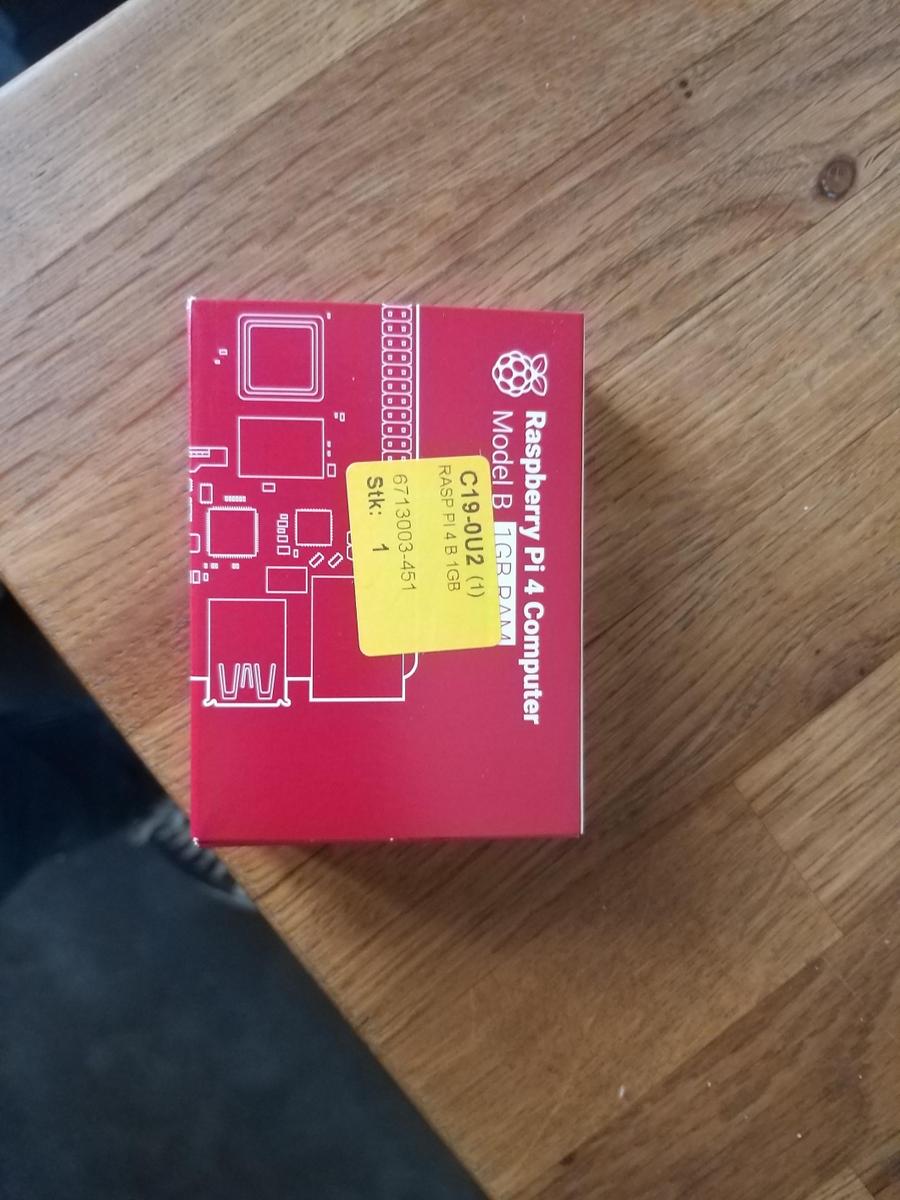 Raspberry Pi 4 Computer
Model B 1GB RAM
C19-0U2 (1)
RASP PI 4 B 1GB
6713003-451
Stk: 1